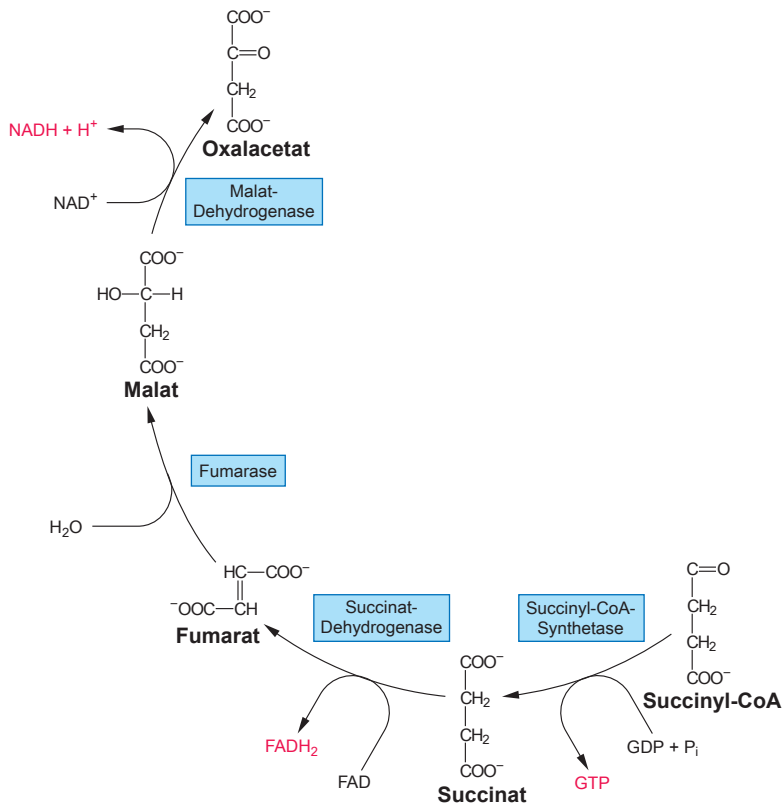 COO⁻
C=O
CH₂
COO⁻
Oxalacetat
NADH + H⁺
NAD⁺
Malat-
Dehydrogenase
COO⁻
HO—C—H
CH₂
COO⁻
Malat
Fumarase
H₂O
HC—COO⁻
⁻OOC—CH
Fumarat
Succinat-
Dehydrogenase
Succinyl-CoA-
Synthetase
C=O
CH₂
CH₂
COO⁻
Succinyl-CoA
COO⁻
CH₂
CH₂
COO⁻
Succinat
FADH₂
FAD
GDP + Pᵢ
GTP